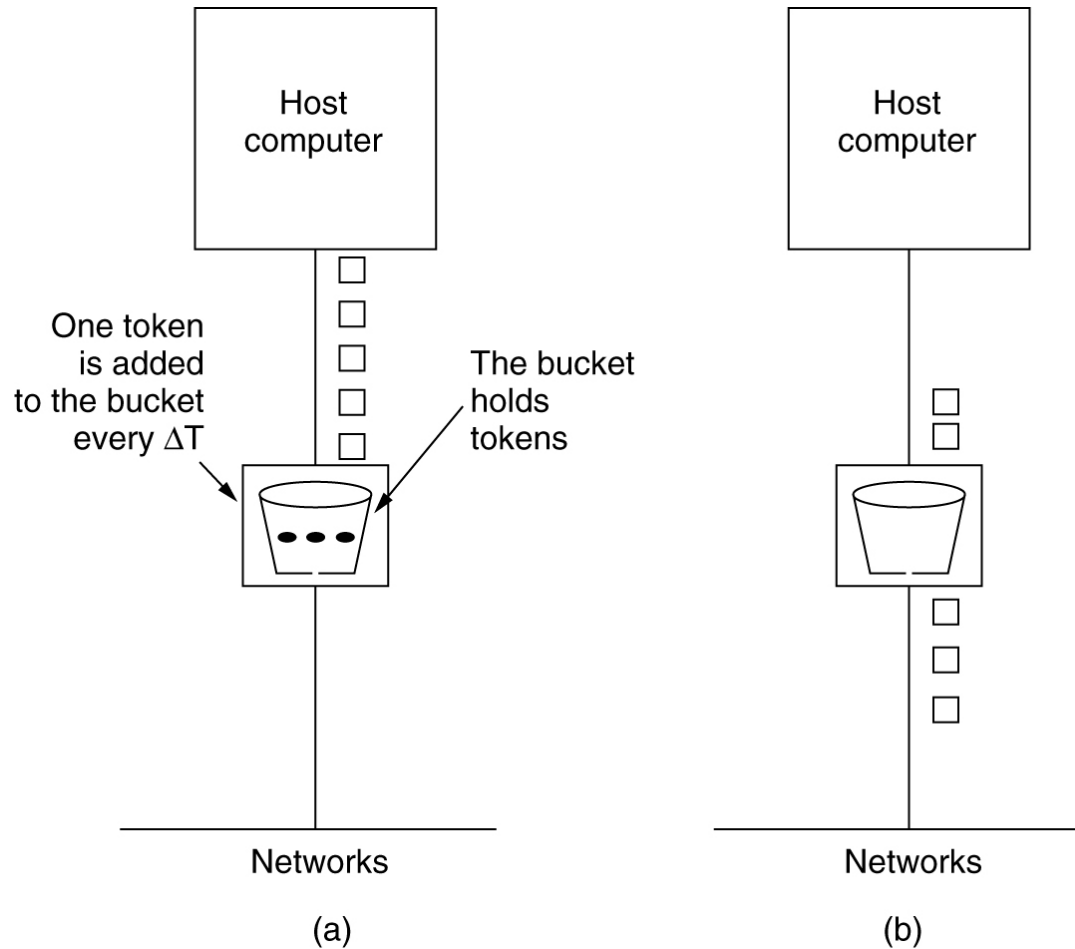 Host
computer
Host
computer
One token
is added
to the bucket
every ΔT
The bucket
holds
tokens
Networks
Networks
(a)
(b)